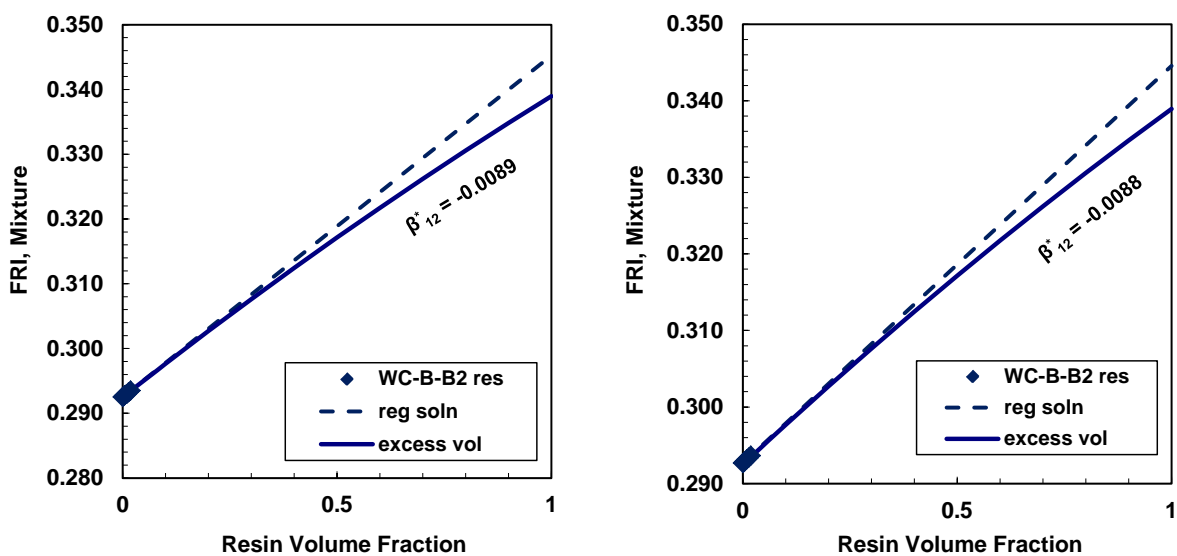 0.350
0.340
0.330
0.320
0.310
0.300
0.290
0.280
FRI, Mixture
β*12 = -0.0089
WC-B-B2 res
reg soln
excess vol
0
0.5
1
Resin Volume Fraction
0.350
0.340
0.330
0.320
0.310
0.300
0.290
FRI, Mixture
β*12 = -0.0088
WC-B-B2 res
reg soln
excess vol
0
0.5
1
Resin Volume Fraction